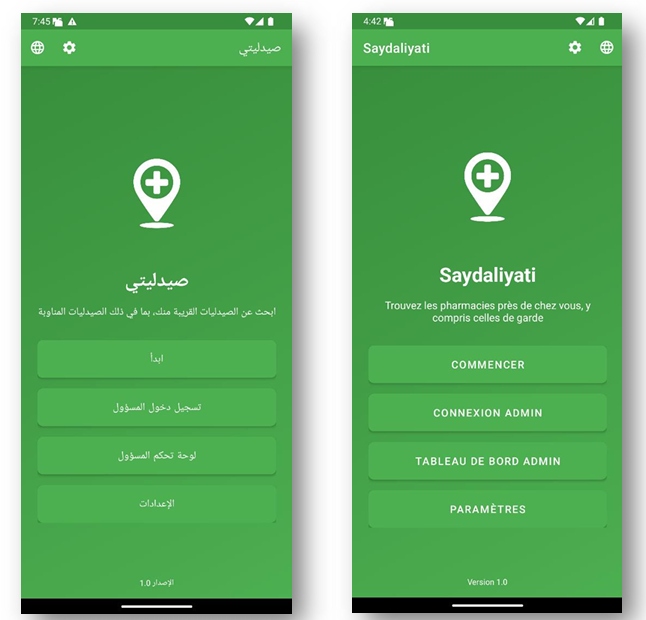 7:45
صيدليتي
صيدليتي
ابحث عن الصيدليات القريبة منك، بما في ذلك الصيدليات المناوبة
ابدأ
تسجيل دخول المسؤول
لوحة تحكم المسؤول
الإعدادات
الإصدار 1.0
4:42
Saydaliyati
Saydaliyati
Trouvez les pharmacies près de chez vous, y
compris celles de garde
COMMENCER
CONNEXION ADMIN
TABLEAU DE BORD ADMIN
PARAMÈTRES
Version 1.0